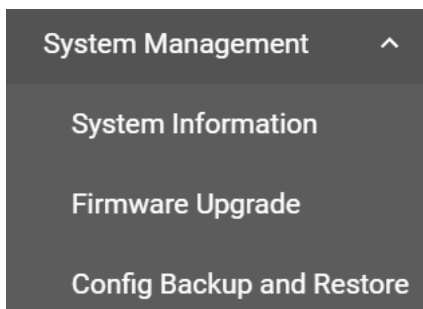 System Management
System Information
Firmware Upgrade
Config Backup and Restore